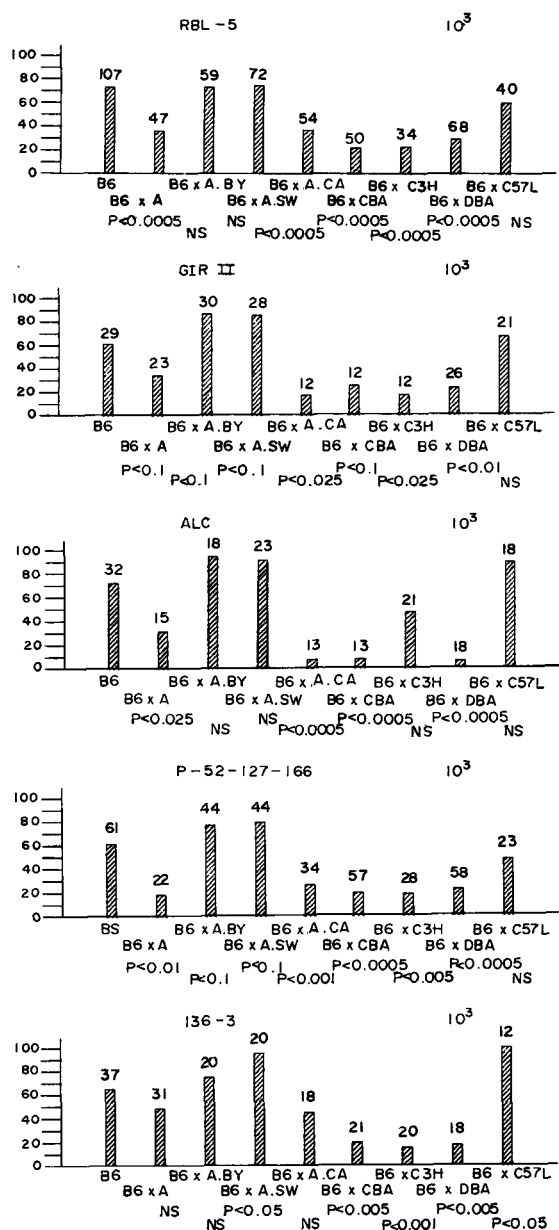 RBL-5 10³
100
80
60
40
20
0
107 47 59 72 54 50 34 68 40
B6 B6 x A.BY B6 x A.CA B6 x C3H B6 x C57L
B6 x A B6 x A.SW B6 x CBA B6 x DBA
P<0.0005 NS P<0.0005 P<0.0005 NS
NS P<0.0005 P<0.0005
GIR II 10³
100
80
60
40
20
0
29 23 30 28 12 12 12 26 21
B6 B6 x A.BY B6 x A.CA B6 x C3H B6 x C57L
B6 x A B6 x A.SW B6 x CBA B6 x DBA
P<0.1 P<0.1 P<0.1 P<0.01
P<0.1 P<0.025 P<0.025 NS
ALC 10³
100
80
60
40
20
0
32 15 18 23 13 13 21 18 18
B6 B6 x A.BY B6 x A.CA B6 x C3H B6 x C57L
B6 x A B6 x A.SW B6 x CBA B6 x DBA
P<0.025 NS P<0.0005 P<0.0005
NS P<0.0005 NS NS
P-52-127-166 10³
100
80
60
40
20
0
61 22 44 44 34 57 28 58 23
BS B6 x A.BY B6 x A.CA B6 x C3H B6 x C57L
B6 x A B6 x A.SW B6 x CBA B6 x DBA
P<0.01 P<0.1 P<0.0005 P<0.0005
P<0.1 P<0.001 P<0.005 NS
136-3 10³
100
80
60
40
20
0
37 31 20 20 18 21 20 18 12
B6 B6 x A.BY B6 x A.CA B6 x C3H B6 x C57L
B6 x A B6 x A.SW B6 x CBA B6 x DBA
NS P<0.05 P<0.005 P<0.005
NS NS P<0.001 P<0.05